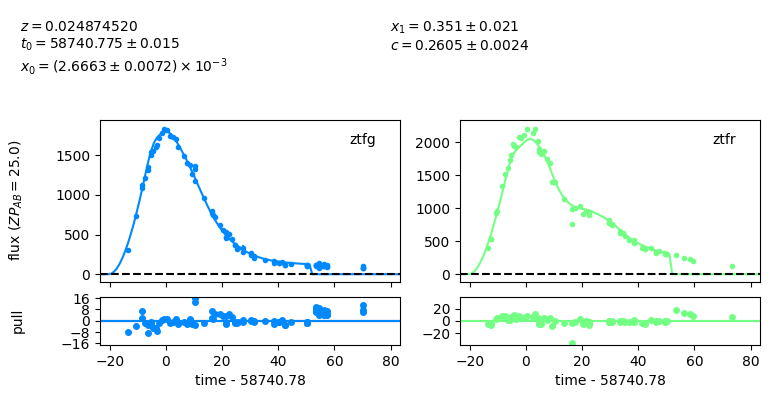 z = 0.024874520
t₀ = 58740.775 ± 0.015
x₀ = (2.6663 ± 0.0072) × 10⁻³
x₁ = 0.351 ± 0.021
c = 0.2605 ± 0.0024
flux (ZP_AB = 25.0)
ztfg
1500
1000
500
0
ztfr
2000
1500
1000
500
0
pull
16
8
0
−8
−16
−20 0 20 40 60 80
time - 58740.78
20
0
−20
−20 0 20 40 60 80
time - 58740.78